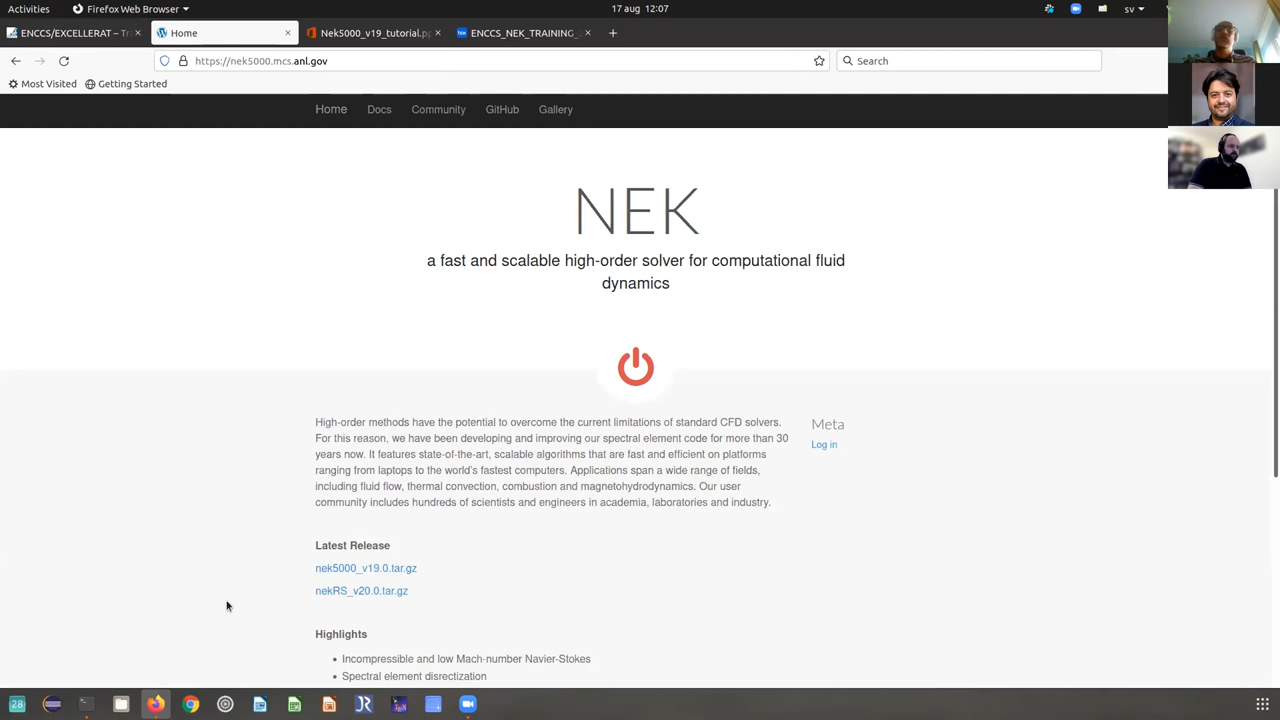 Activities
Firefox Web Browser
17 aug 12:07
sv
ENCCS/EXCELLERAT – Tr
Home
Nek5000_v19_tutorial.pp
ENCCS_NEK_TRAINING_
https://nek5000.mcs.anl.gov
Search
Most Visited
Getting Started
Home
Docs
Community
GitHub
Gallery
NEK
a fast and scalable high-order solver for computational fluid
dynamics
High-order methods have the potential to overcome the current limitations of standard CFD solvers.
For this reason, we have been developing and improving our spectral element code for more than 30
years now. It features state-of-the-art, scalable algorithms that are fast and efficient on platforms
ranging from laptops to the world's fastest computers. Applications span a wide range of fields,
including fluid flow, thermal convection, combustion and magnetohydrodynamics. Our user
community includes hundreds of scientists and engineers in academia, laboratories and industry.
Meta
Log in
Latest Release
nek5000_v19.0.tar.gz
nekRS_v20.0.tar.gz
Highlights
Incompressible and low Mach-number Navier-Stokes
Spectral element disrectization
28